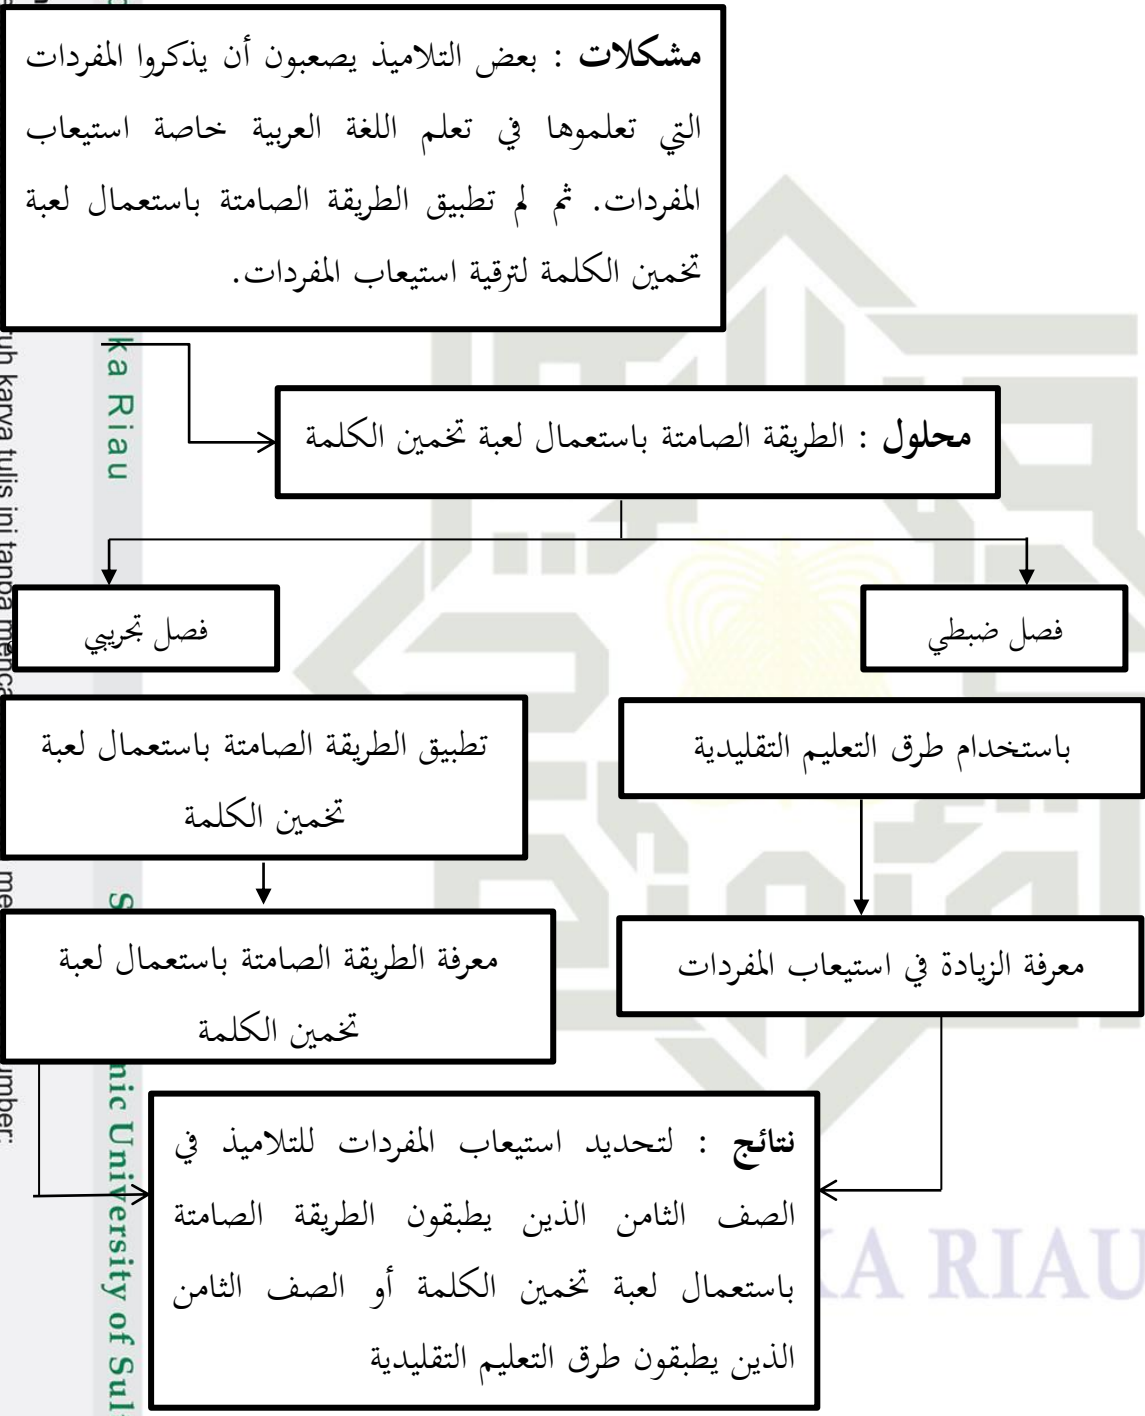 مشكلات : بعض التلاميذ يصعبون أن يذكروا المفردات
التي تعلموها في تعلم اللغة العربية خاصة استيعاب
المفردات. ثم لم تطبيق الطريقة الصامتة باستعمال لعبة
تخمين الكلمة لترقية استيعاب المفردات.
محلول : الطريقة الصامتة باستعمال لعبة تخمين الكلمة
فصل ضبطي
فصل تجريبي
باستخدام طرق التعليم التقليدية
تطبيق الطريقة الصامتة باستعمال لعبة
تخمين الكلمة
معرفة الزيادة في استيعاب المفردات
معرفة الطريقة الصامتة باستعمال لعبة
تخمين الكلمة
نتائج : لتحديد استيعاب المفردات للتلاميذ في
الصف الثامن الذين يطبقون الطريقة الصامتة
باستعمال لعبة تخمين الكلمة أو الصف الثامن
الذين يطبقون طرق التعليم التقليدية
ka Riau
nic University of Sul
karya tulis ini tanpa
KA RIAU